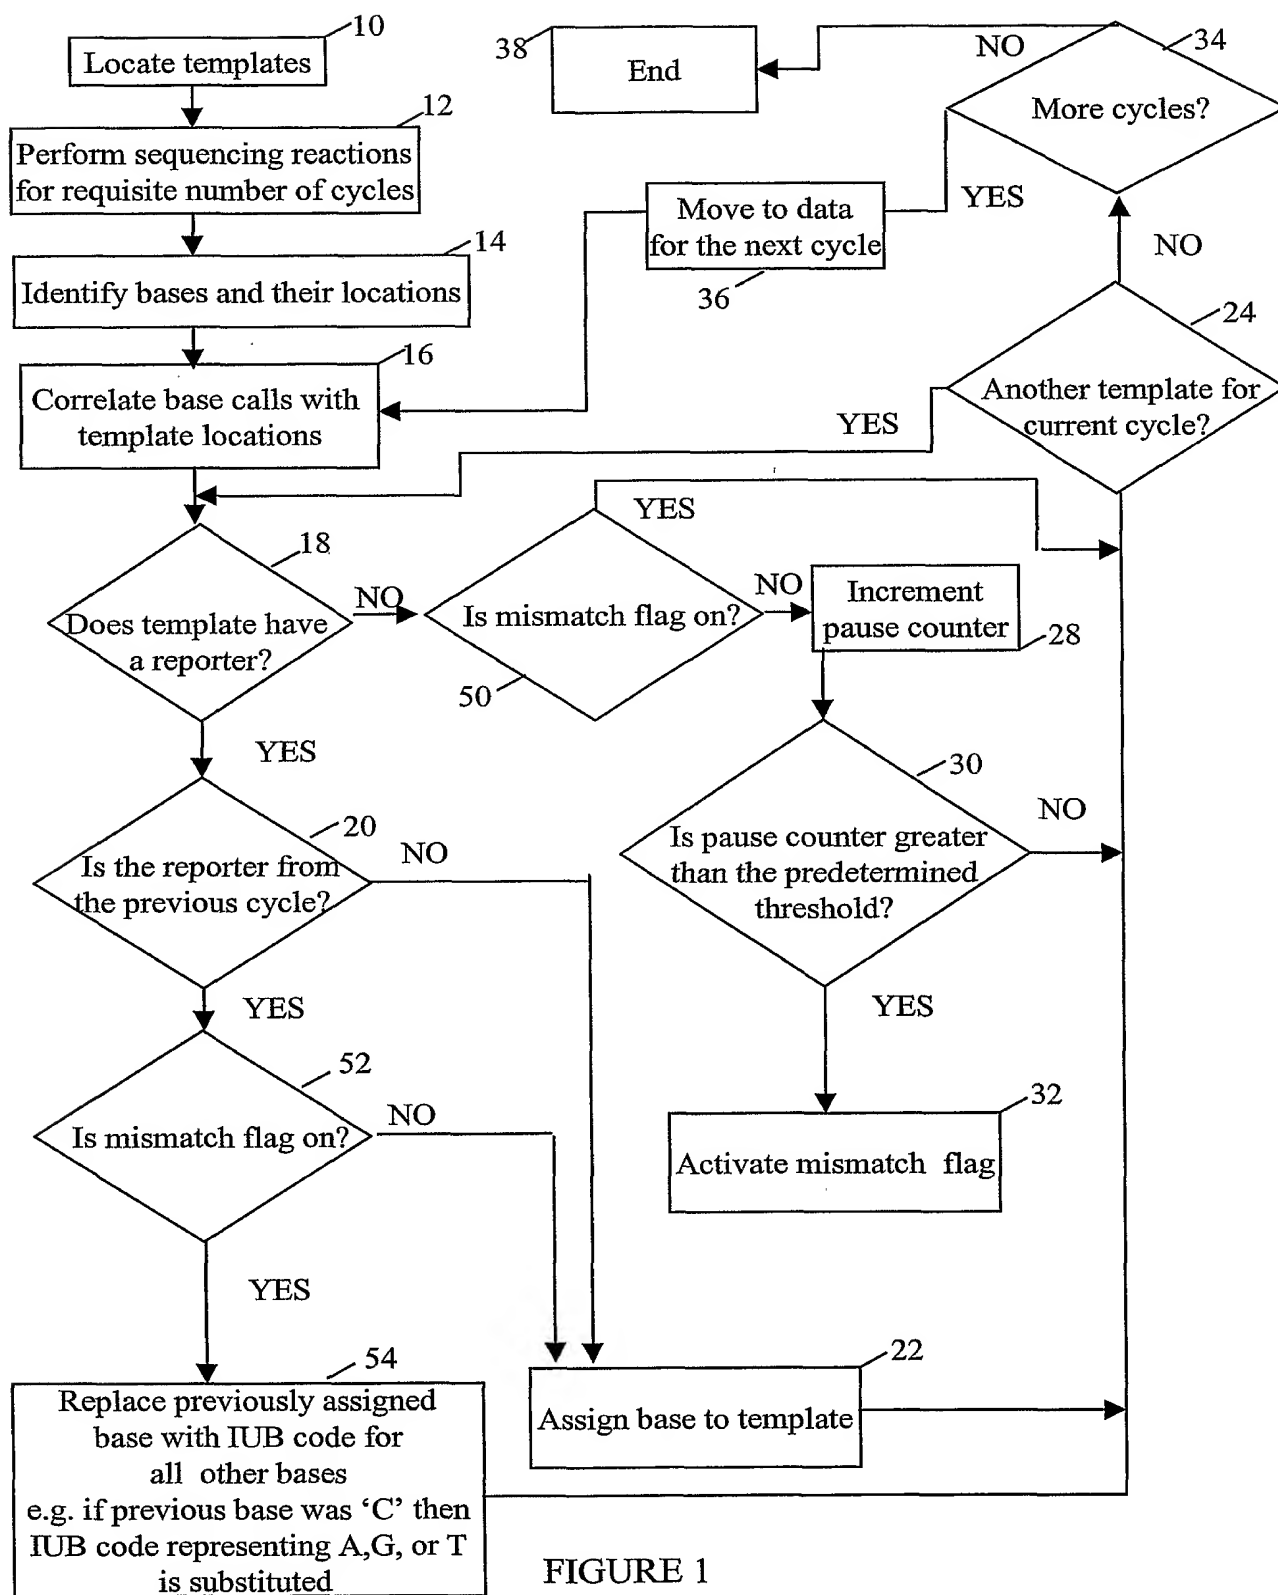 10
Locate templates
12
Perform sequencing reactions
for requisite number of cycles
14
Identify bases and their locations
16
Correlate base calls with
template locations
38
End
NO
34
More cycles?
YES
Move to data
for the next cycle
36
NO
24
Another template for
current cycle?
YES
18
Does template have
a reporter?
NO
YES
Is mismatch flag on?
50
NO
Increment
pause counter
28
YES
20
Is the reporter from
the previous cycle?
NO
30
Is pause counter greater
than the predetermined
threshold?
NO
YES
YES
52
Is mismatch flag on?
NO
32
Activate mismatch flag
YES
54
Replace previously assigned
base with IUB code for
all other bases
e.g. if previous base was ‘C’ then
IUB code representing A,G, or T
is substituted
22
Assign base to template
FIGURE 1